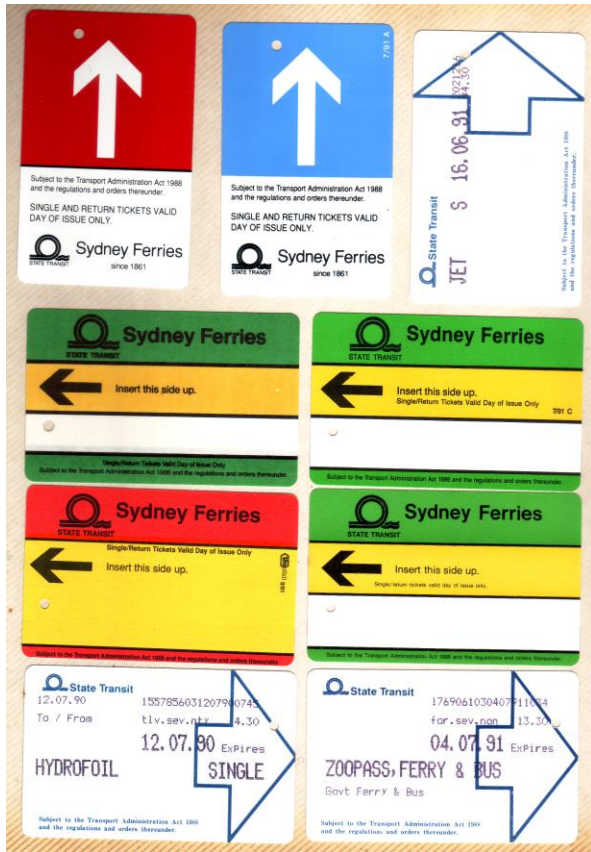 7/91 A
Subject to the Transport Administration Act 1988
and the regulations and orders thereunder.
SINGLE AND RETURN TICKETS VALID
DAY OF ISSUE ONLY.
STATE TRANSIT
Sydney Ferries
since 1861
Subject to the Transport Administration Act 1988
and the regulations and orders thereunder.
SINGLE AND RETURN TICKETS VALID
DAY OF ISSUE ONLY.
STATE TRANSIT
Sydney Ferries
since 1861
State Transit
JET S 16.06.91
4.30
Subject to the Transport Administration Act 1988
and the regulations and orders thereunder.
STATE TRANSIT
Sydney Ferries
Insert this side up.
Single/Return Tickets Valid Day of Issue Only
Subject to the Transport Administration Act 1988 and the regulations and orders thereunder.
STATE TRANSIT
Sydney Ferries
Insert this side up.
Single/Return Tickets Valid Day of Issue Only
7/91 C
Subject to the Transport Administration Act 1988 and the regulations and orders thereunder.
STATE TRANSIT
Sydney Ferries
Single/Return Tickets Valid Day of Issue Only
Insert this side up.
Subject to the Transport Administration Act 1988 and the regulations and orders thereunder.
STATE TRANSIT
Sydney Ferries
Insert this side up.
Single/return tickets valid day of issue only.
Subject to the Transport Administration Act 1988 and the regulations and orders thereunder.
State Transit
12.07.90 1557856031207900745
To / From tlv.sev.nty 4.30
12.07.90 ExPires
HYDROFOIL SINGLE
Subject to the Transport Administration Act 1988
and the regulations and orders thereunder.
State Transit
for.sev.non 13.30
04.07.91 ExPires
ZOOPASS,FERRY & BUS
Govt Ferry & Bus
Subject to the Transport Administration Act 1988
and the regulations and orders thereunder.